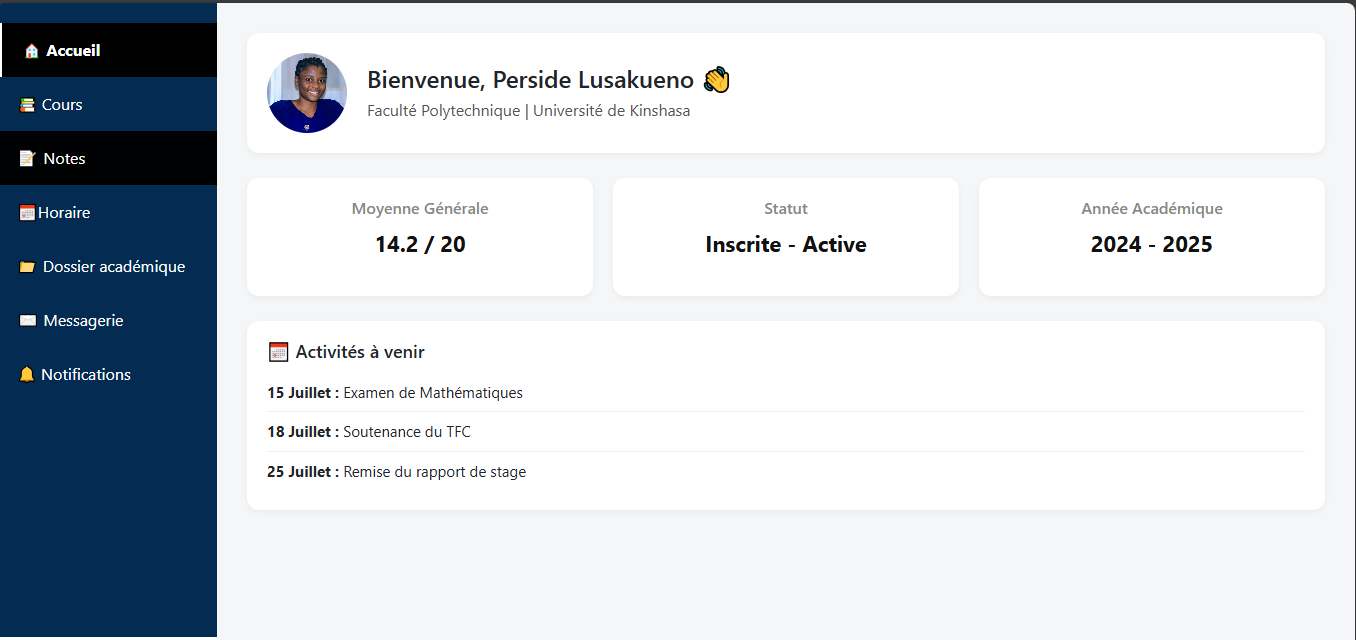 Accueil
Cours
Notes
Horaire
Dossier académique
Messagerie
Notifications
Bienvenue, Perside Lusakueno
Faculté Polytechnique | Université de Kinshasa
Moyenne Générale
14.2 / 20
Statut
Inscrite - Active
Année Académique
2024 - 2025
Activités à venir
15 Juillet : Examen de Mathématiques
18 Juillet : Soutenance du TFC
25 Juillet : Remise du rapport de stage